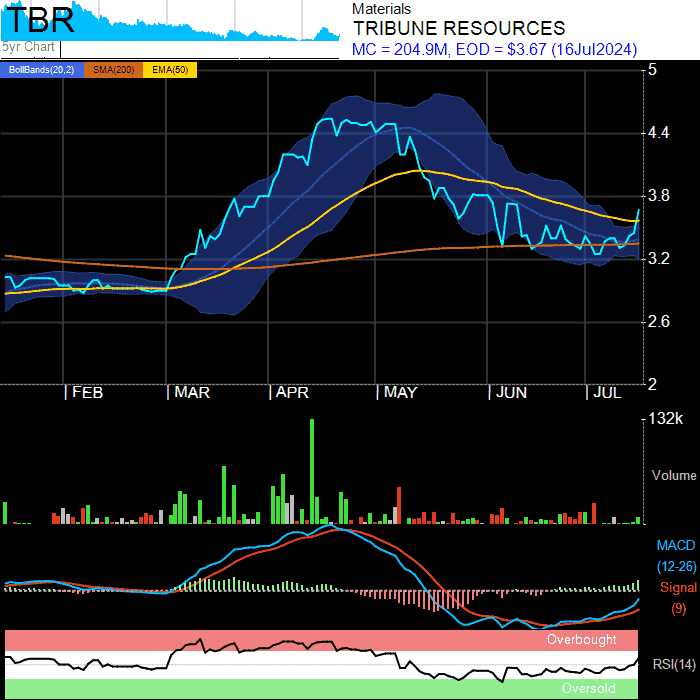 TBR
5yr Chart
Materials
TRIBUNE RESOURCES
MC = 204.9M, EOD = $3.67 (16Jul2024)
BollBands(20,2) SMA(200) EMA(50)
5
4.4
3.8
3.2
2.6
2
FEB MAR APR MAY JUN JUL
132k
Volume
MACD
(12-26)
Signal
(9)
Overbought
RSI(14)
Oversold